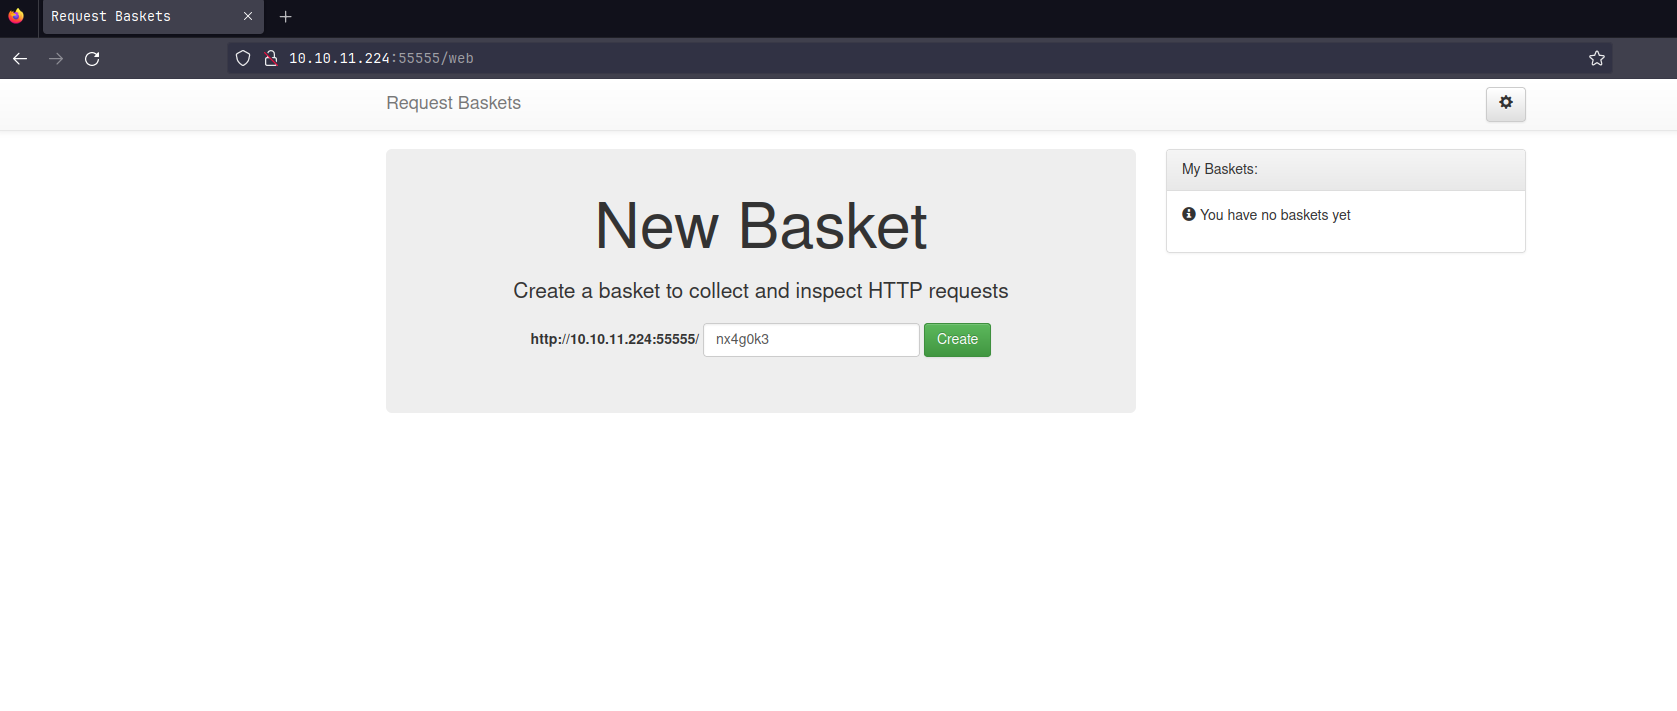 Request Baskets
10.10.11.224:55555/web
Request Baskets
New Basket
Create a basket to collect and inspect HTTP requests
http://10.10.11.224:55555/ nx4g0k3 Create
My Baskets:
You have no baskets yet